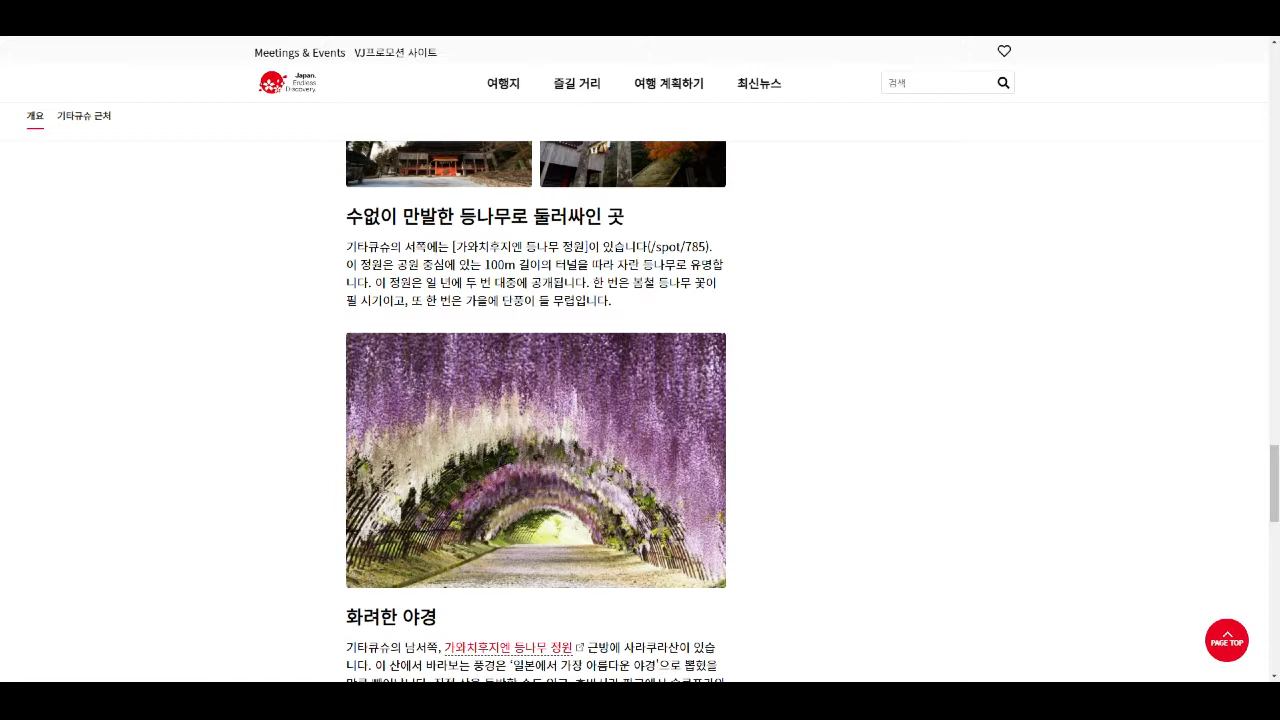 Meetings & Events VJ프로모션 사이트
Japan.
Endless
Discovery.
여행지 즐길 거리 여행 계획하기 최신뉴스
검색
개요 기타큐슈 근처
수없이 만발한 등나무로 둘러싸인 곳
기타큐슈의 서쪽에는 [가와치후지엔 등나무 정원]이 있습니다(/spot/785).
이 정원은 공원 중심에 있는 100m 길이의 터널을 따라 자란 등나무로 유명합
니다. 이 정원은 일 년에 두 번 대중에 공개됩니다. 한 번은 봄철 등나무 꽃이
필 시기이고, 또 한 번은 가을에 단풍이 들 무렵입니다.
화려한 야경
기타큐슈의 남서쪽, 가와치후지엔 등나무 정원 근방에 사라쿠라산이 있습
니다. 이 산에서 바라보는 풍경은 ‘일본에서 가장 아름다운 야경’으로 뽑혔을
PAGE TOP